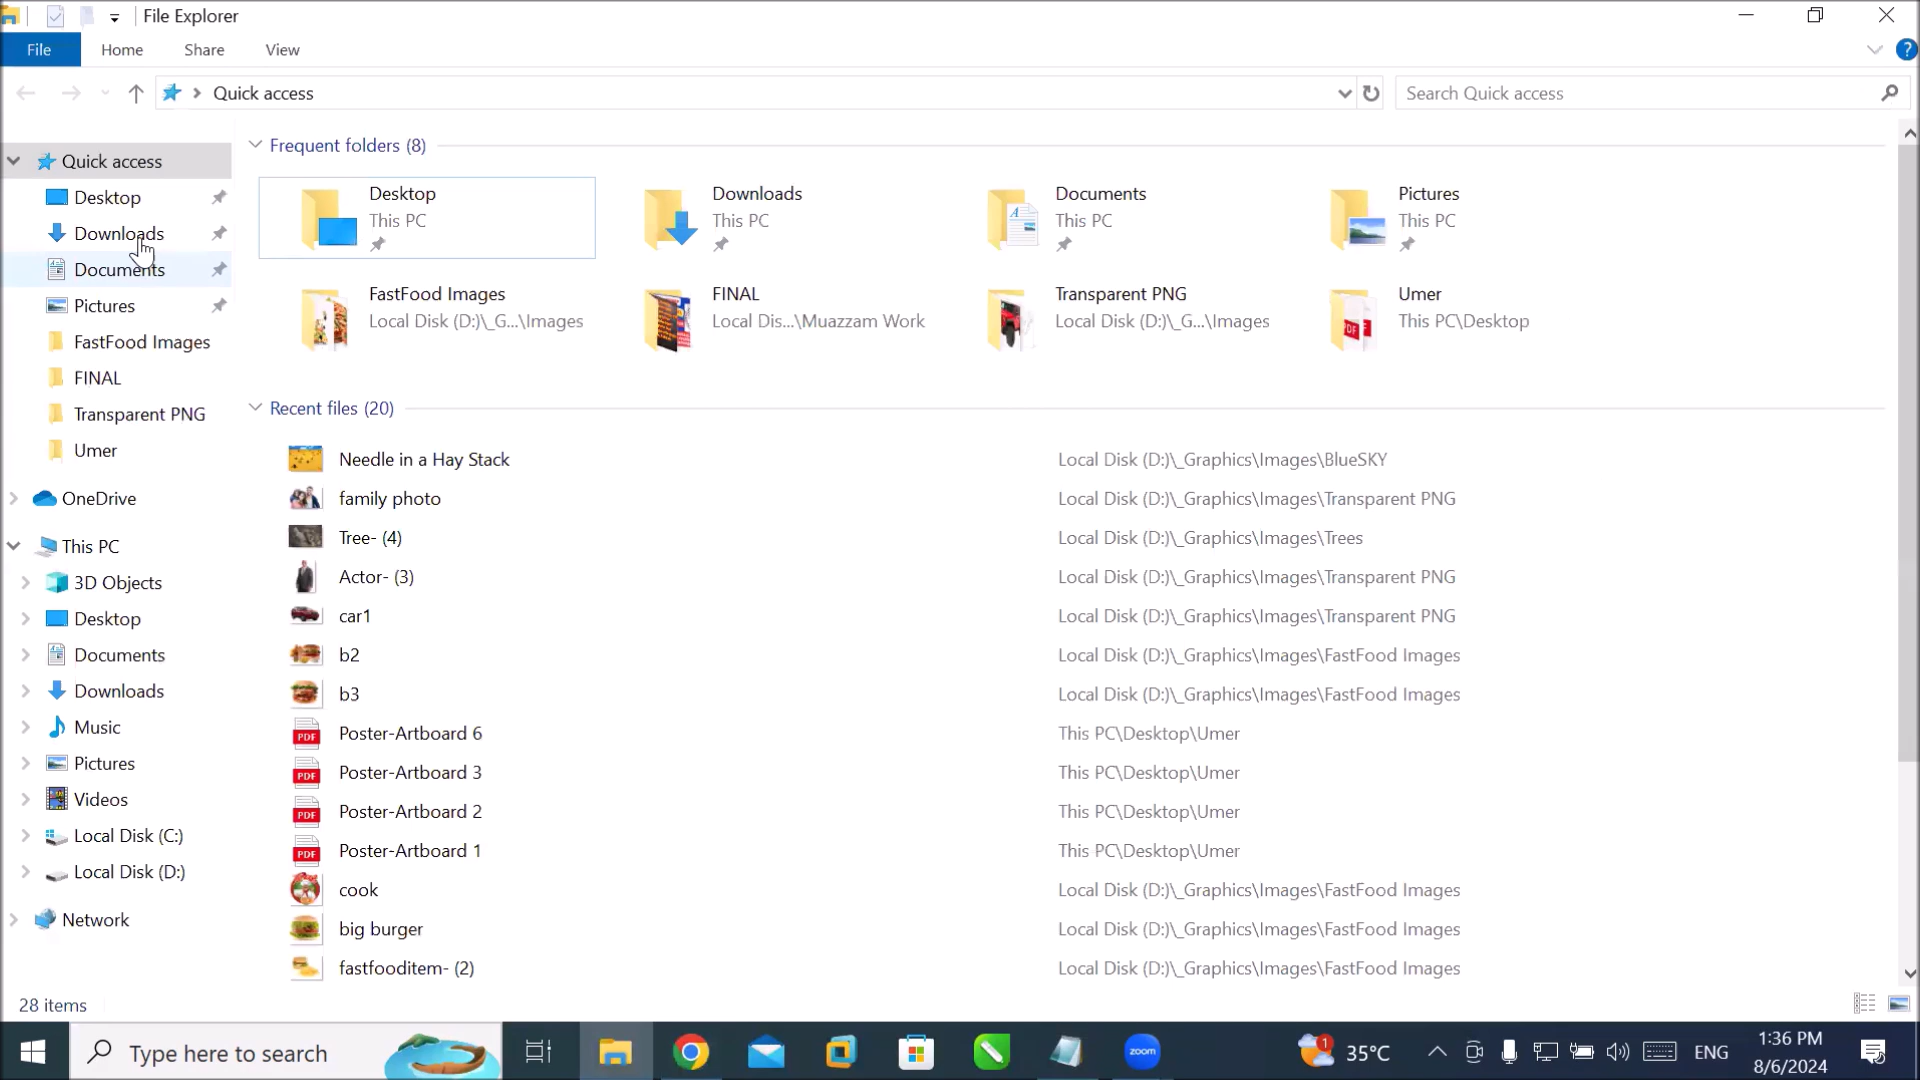 File Explorer
File Home Share View
Quick access
Search Quick access
Quick access
Desktop
Downloads
Documents
Pictures
FastFood Images
FINAL
Transparent PNG
Umer
OneDrive
This PC
3D Objects
Desktop
Documents
Downloads
Music
Pictures
Videos
Local Disk (C:)
Local Disk (D:)
Network
Frequent folders (8)
Desktop
This PC
Downloads
This PC
Documents
This PC
Pictures
This PC
FastFood Images
Local Disk (D:)\_G...\Images
FINAL
Local Dis...\Muazzam Work
Transparent PNG
Local Disk (D:)\_G...\Images
Umer
This PC\Desktop
Recent files (20)
Needle in a Hay Stack Local Disk (D:)\_Graphics\Images\BlueSKY
family photo Local Disk (D:)\_Graphics\Images\Transparent PNG
Tree- (4) Local Disk (D:)\_Graphics\Images\Trees
Actor- (3) Local Disk (D:)\_Graphics\Images\Transparent PNG
car1 Local Disk (D:)\_Graphics\Images\Transparent PNG
b2 Local Disk (D:)\_Graphics\Images\FastFood Images
b3 Local Disk (D:)\_Graphics\Images\FastFood Images
PDF Poster-Artboard 6 This PC\Desktop\Umer
PDF Poster-Artboard 3 This PC\Desktop\Umer
PDF Poster-Artboard 2 This PC\Desktop\Umer
PDF Poster-Artboard 1 This PC\Desktop\Umer
cook Local Disk (D:)\_Graphics\Images\FastFood Images
big burger Local Disk (D:)\_Graphics\Images\FastFood Images
fastfooditem- (2) Local Disk (D:)\_Graphics\Images\FastFood Images
28 items
Type here to search
zoom
1
35°C
ENG
1:36 PM
8/6/2024